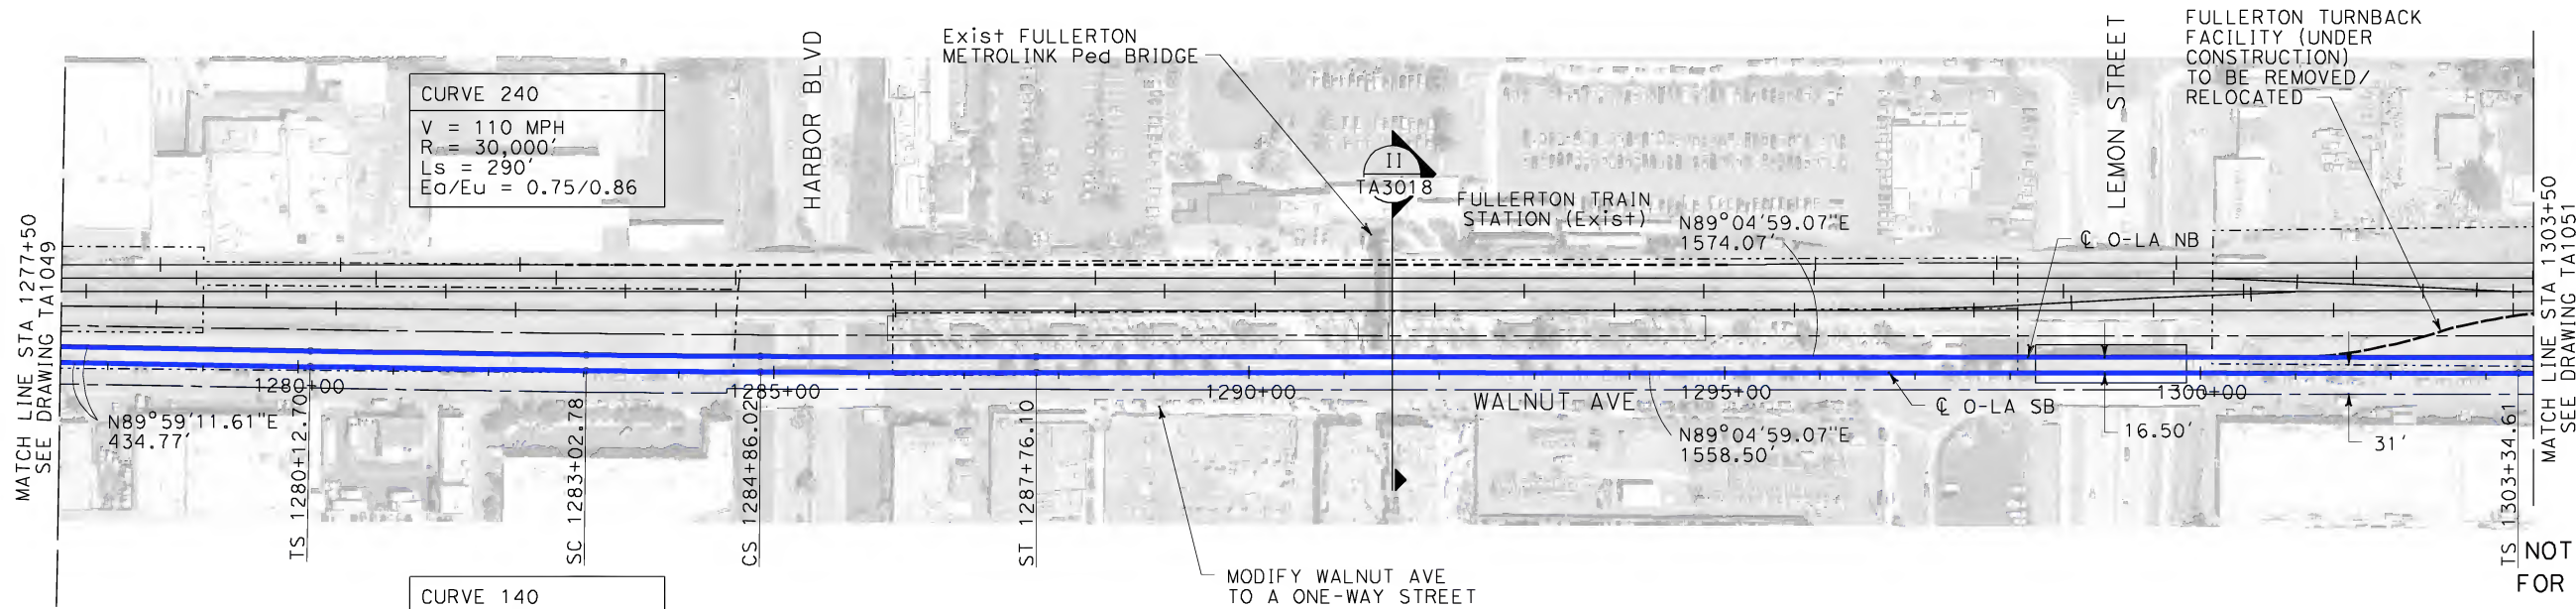 MATCH LINE STA 1277+50
SEE DRAWING TA1049
CURVE 240
V = 110 MPH
R = 30,000'
Ls = 290'
Ea/Eu = 0.75/0.86
HARBOR BLVD
Exist FULLERTON
METROLINK Ped BRIDGE
II
TA3018
FULLERTON TRAIN
STATION (Exist)
N89°04'59.07"E
1574.07'
LEMON STREET
FULLERTON TURNBACK
FACILITY (UNDER
CONSTRUCTION)
TO BE REMOVED/
RELOCATED
℄ O-LA NB
MATCH LINE STA 1303+50
SEE DRAWING TA1051
1280+00
1285+00
1290+00
1295+00
1300+00
WALNUT AVE
℄ O-LA SB
N89°59'11.61"E
434.77'
N89°04'59.07"E
1558.50'
16.50'
31'
TS 1280+12.70
SC 1283+02.78
CS 1284+86.02
ST 1287+76.10
TS 1303+34.61
MODIFY WALNUT AVE
TO A ONE-WAY STREET
CURVE 140
NOT
FOR